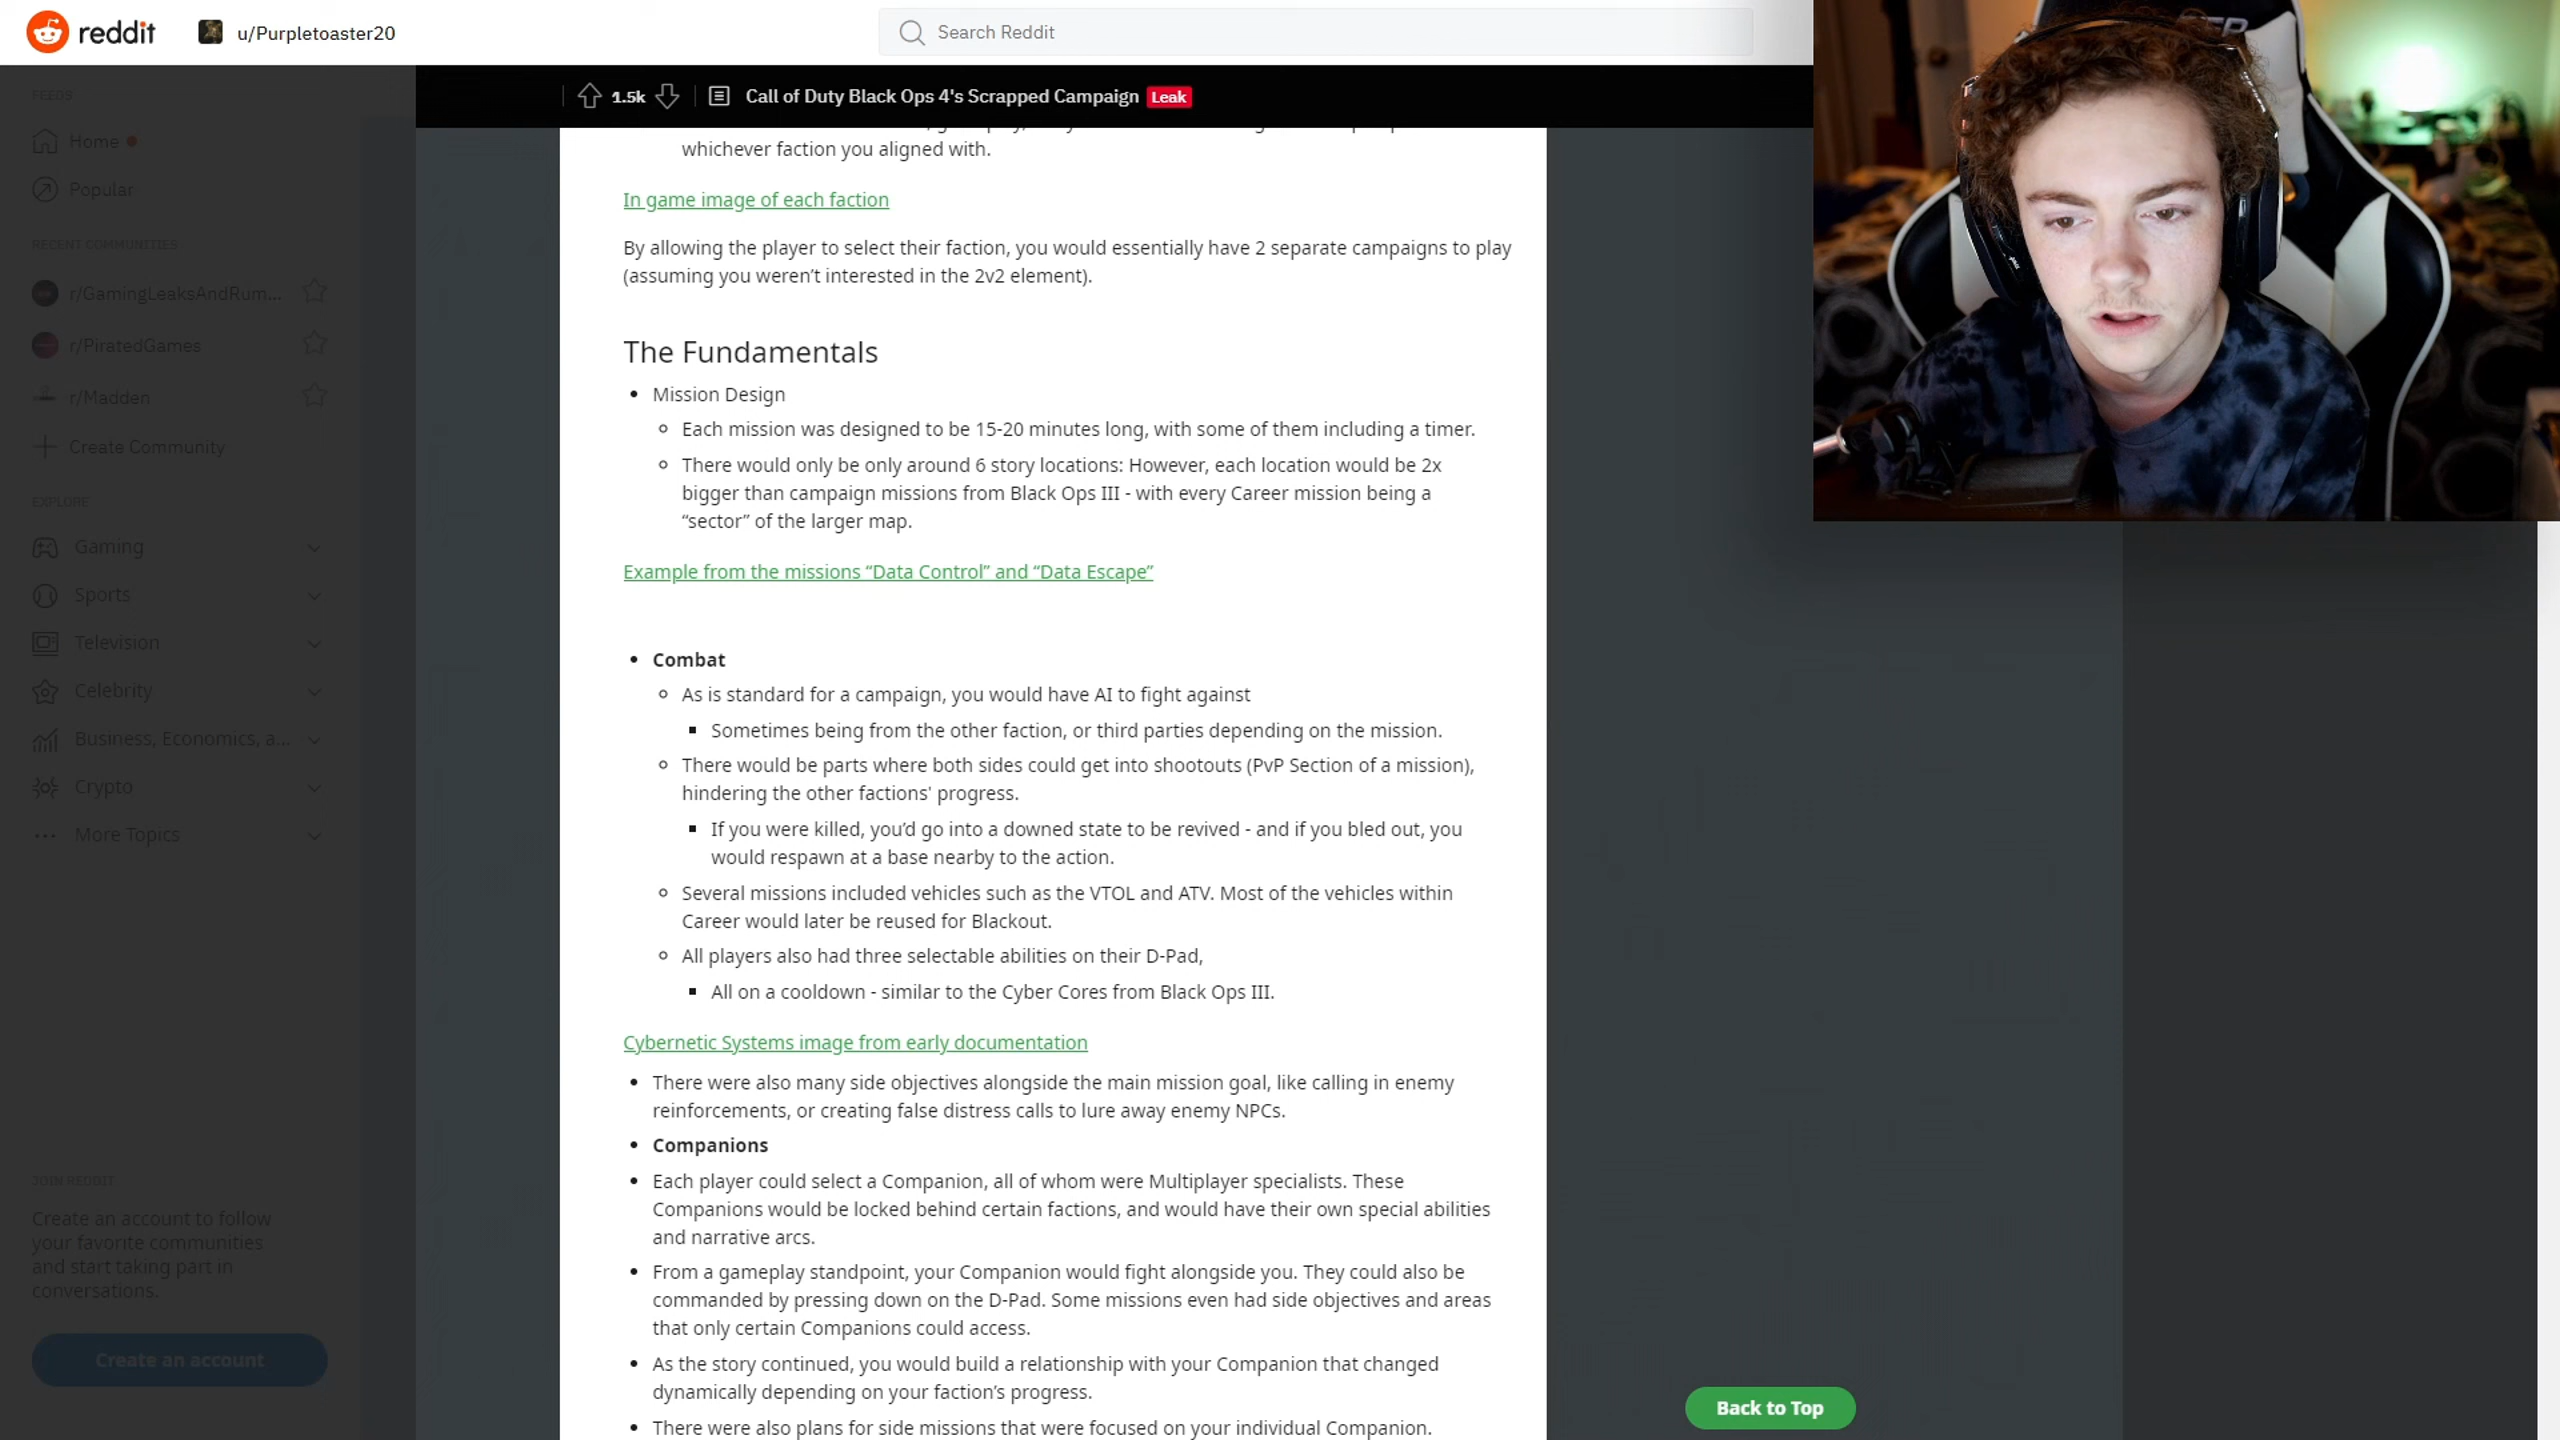 reddit
u/Purpletoaster20
Search Reddit
1.5k
Call of Duty Black Ops 4's Scrapped Campaign
Leak
FEEDS
Home
Popular
RECENT COMMUNITIES
r/GamingLeaksAndRum...
r/PiratedGames
r/Madden
Create Community
EXPLORE
Gaming
Sports
Television
Celebrity
Business, Economics, a...
Crypto
More Topics
JOIN REDDIT
Create an account to follow
your favorite communities
and start taking part in
conversations.
Create an account
whichever faction you aligned with.
In game image of each faction
By allowing the player to select their faction, you would essentially have 2 separate campaigns to play
(assuming you weren't interested in the 2v2 element).
The Fundamentals
• Mission Design
○ Each mission was designed to be 15-20 minutes long, with some of them including a timer.
○ There would only be only around 6 story locations: However, each location would be 2x
bigger than campaign missions from Black Ops III - with every Career mission being a
“sector” of the larger map.
Example from the missions “Data Control” and “Data Escape”
• Combat
○ As is standard for a campaign, you would have AI to fight against
▪ Sometimes being from the other faction, or third parties depending on the mission.
○ There would be parts where both sides could get into shootouts (PvP Section of a mission),
hindering the other factions' progress.
▪ If you were killed, you’d go into a downed state to be revived - and if you bled out, you
would respawn at a base nearby to the action.
○ Several missions included vehicles such as the VTOL and ATV. Most of the vehicles within
Career would later be reused for Blackout.
○ All players also had three selectable abilities on their D-Pad,
▪ All on a cooldown - similar to the Cyber Cores from Black Ops III.
Cybernetic Systems image from early documentation
• There were also many side objectives alongside the main mission goal, like calling in enemy
reinforcements, or creating false distress calls to lure away enemy NPCs.
• Companions
• Each player could select a Companion, all of whom were Multiplayer specialists. These
Companions would be locked behind certain factions, and would have their own special abilities
and narrative arcs.
• From a gameplay standpoint, your Companion would fight alongside you. They could also be
commanded by pressing down on the D-Pad. Some missions even had side objectives and areas
that only certain Companions could access.
• As the story continued, you would build a relationship with your Companion that changed
dynamically depending on your faction’s progress.
• There were also plans for side missions that were focused on your individual Companion.
Back to Top